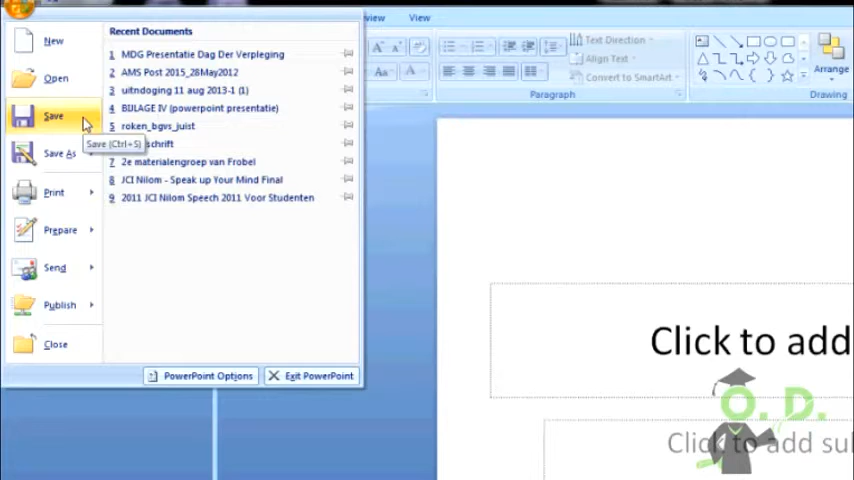 view View
Recent Documents
New
1 MDG Presentatie Dag Der Verpleging
2 AMS Post 2015_28May2012
Open
3 uitndoging 11 aug 2013-1 (1)
4 BIJLAGE IV (powerpoint presentatie)
Save
5 roken_bgvs_juist
Save (Ctrl+S)
schrift
Save As
7 2e materialengroep van Frobel
8 JCI Nilom - Speak up Your Mind Final
Print
9 2011 JCI Nilom Speech 2011 Voor Studenten
Prepare
Send
Publish
Close
PowerPoint Options
Exit PowerPoint
Aa
Text Direction
Align Text
Convert to SmartArt
Paragraph
Arrange
Drawing
Click to add
O. D.
Click to add su